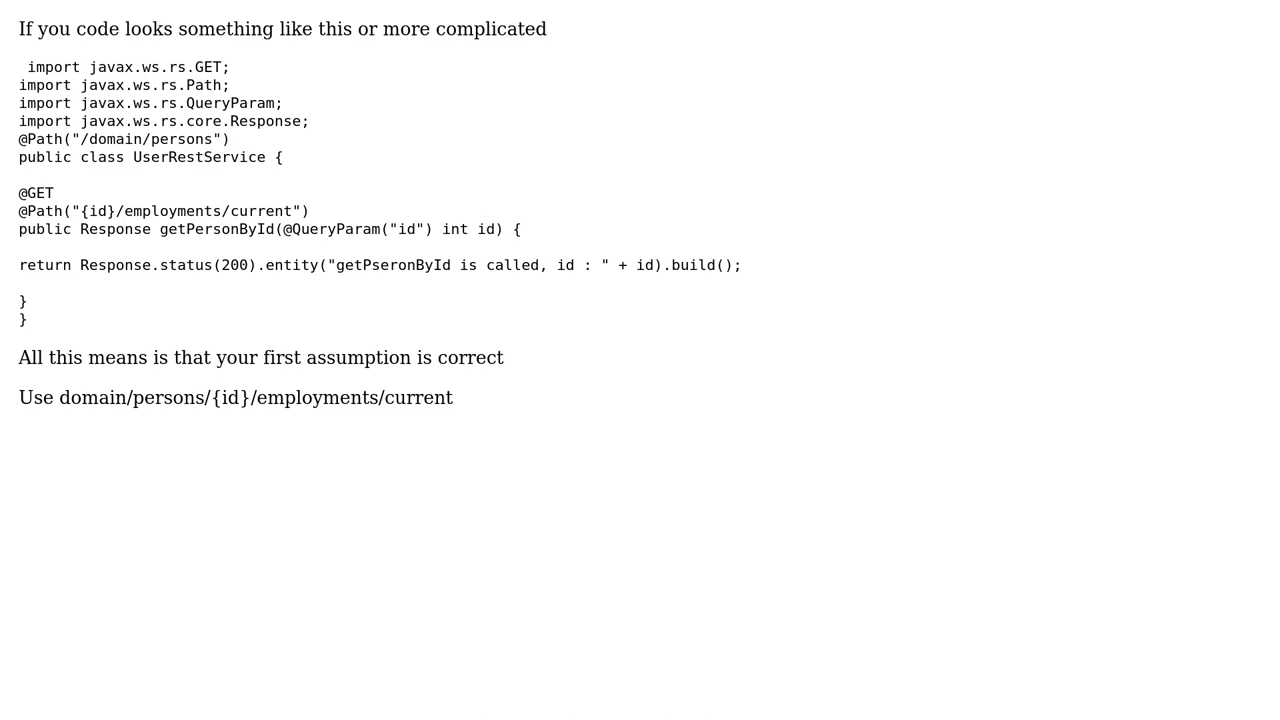 If you code looks something like this or more complicated
import javax.ws.rs.GET;
import javax.ws.rs.Path;
import javax.ws.rs.QueryParam;
import javax.ws.rs.core.Response;
@Path("/domain/persons")
public class UserRestService {
@GET
@Path("{id}/employments/current")
public Response getPersonById(@QueryParam("id") int id) {
return Response.status(200).entity("getPseronById is called, id : " + id).build();
}
}
All this means is that your first assumption is correct
Use domain/persons/{id}/employments/current